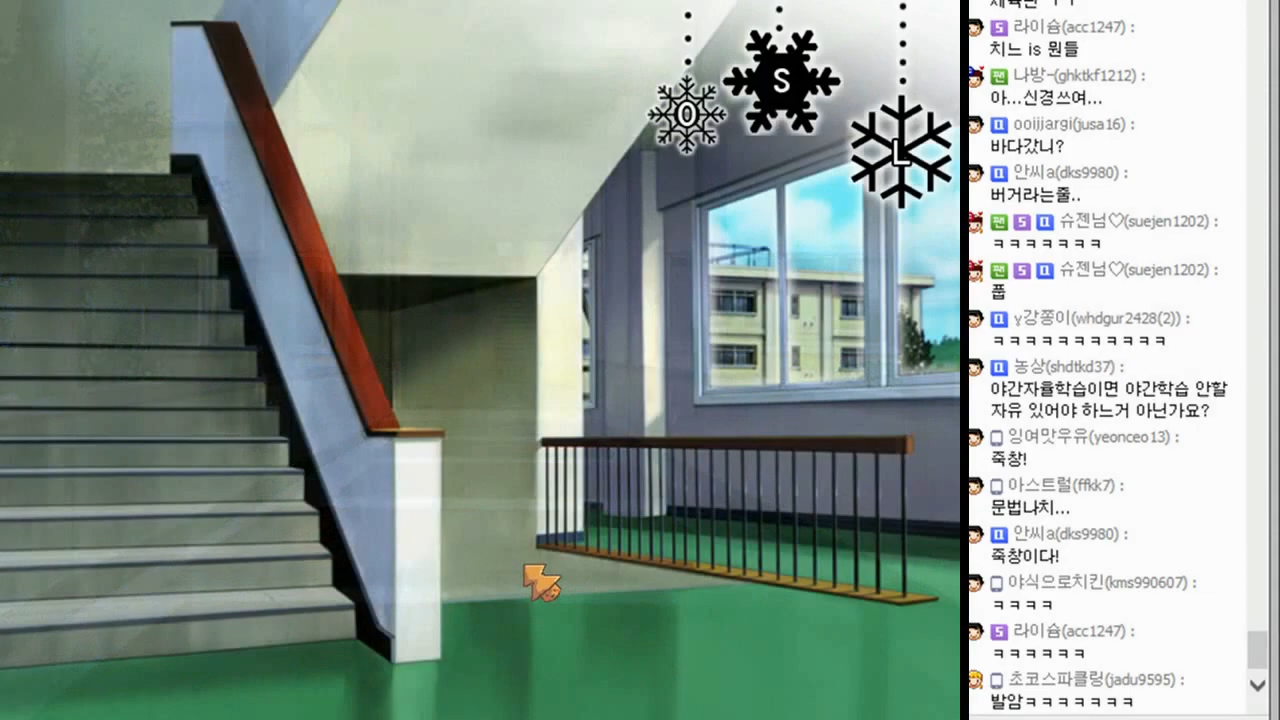 O
S
L
라이슘(acc1247) :
치느 is 뭔들
나방~(ghktkf1212) :
아...신경쓰여...
ooijjargi(jusa16) :
바다갔니?
안씨a(dks9980) :
버거라는줄..
슈젠님♡(suejen1202) :
ㅋㅋㅋㅋㅋㅋㅋ
슈젠님♡(suejen1202) :
풉
y강쫑이(whdgur2428(2)) :
ㅋㅋㅋㅋㅋㅋㅋㅋㅋㅋㅋ
농상(shdtkd37) :
야간자율학습이면 야간학습 안할
자유 있어야 하느거 아닌가요?
잉여맛우유(yeonceo13) :
죽창!
아스트럴(ffkk7) :
문법나치...
안씨a(dks9980) :
죽창이다!
야식으로치킨(kms990607) :
ㅋㅋㅋㅋ
라이슘(acc1247) :
ㅋㅋㅋㅋㅋㅋ
초코스파클링(jadu9595) :
발암ㅋㅋㅋㅋㅋㅋㅋ